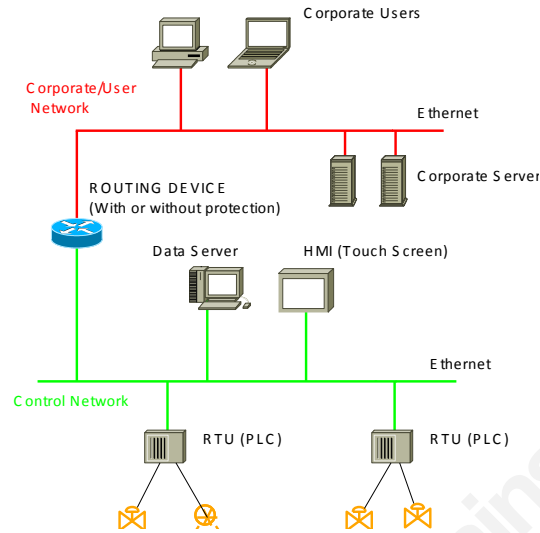 Corporate Users
Corporate/User
Network
Ethernet
Corporate Server
ROUTING DEVICE
(With or without protection)
Data Server
HMI (Touch Screen)
Ethernet
Control Network
RTU (PLC)
RTU (PLC)